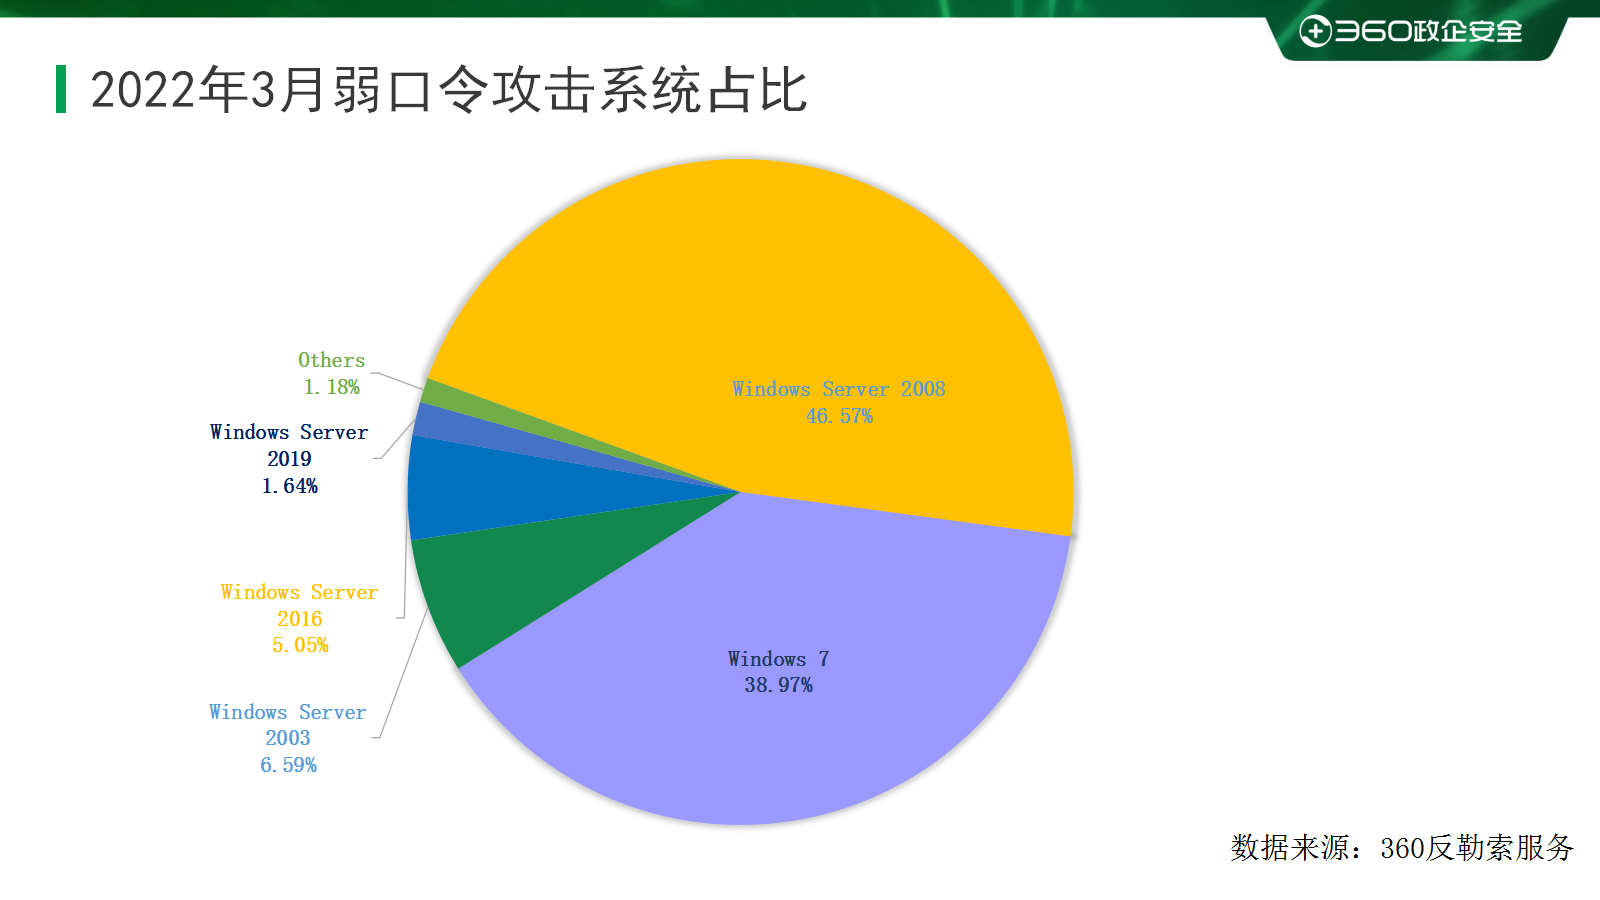 360政企安全
2022年3月弱口令攻击系统占比
Others
1.18%
Windows Server
2019
1.64%
Windows Server
2016
5.05%
Windows Server
2003
6.59%
Windows Server 2008
46.57%
Windows 7
38.97%
数据来源：360反勒索服务